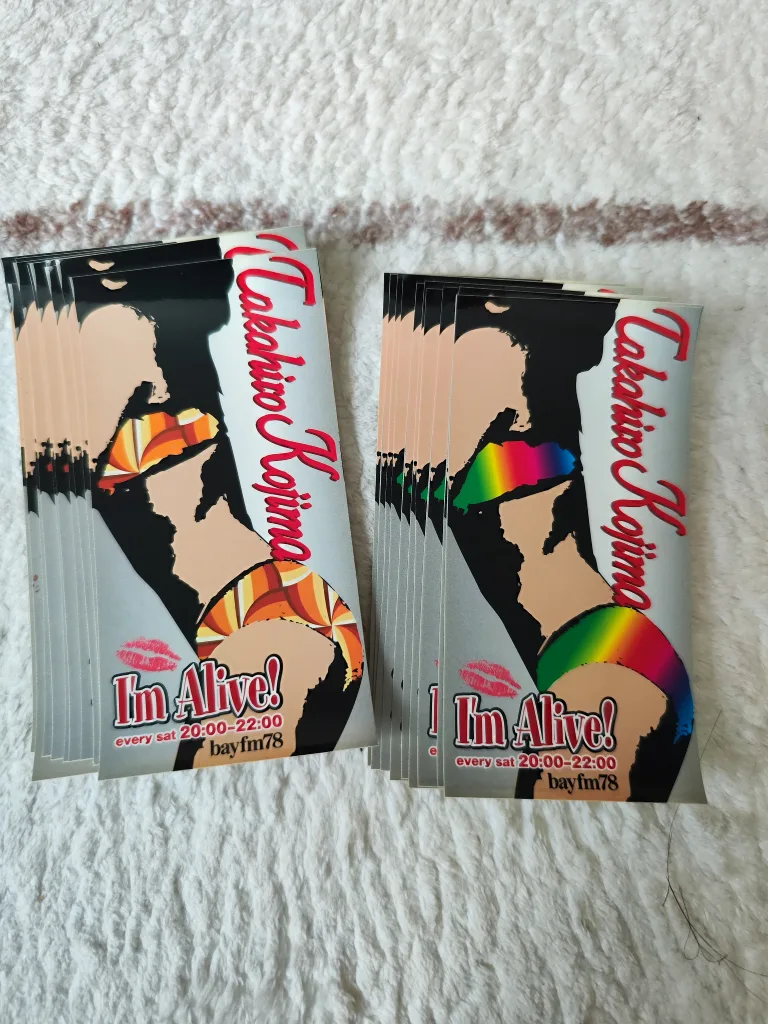 Takahiro Kojima
I'm Alive!
every sat 20:00-22:00
bayfm78
Takahiro Kojima
I'm Alive!
every sat 20:00-22:00
bayfm78